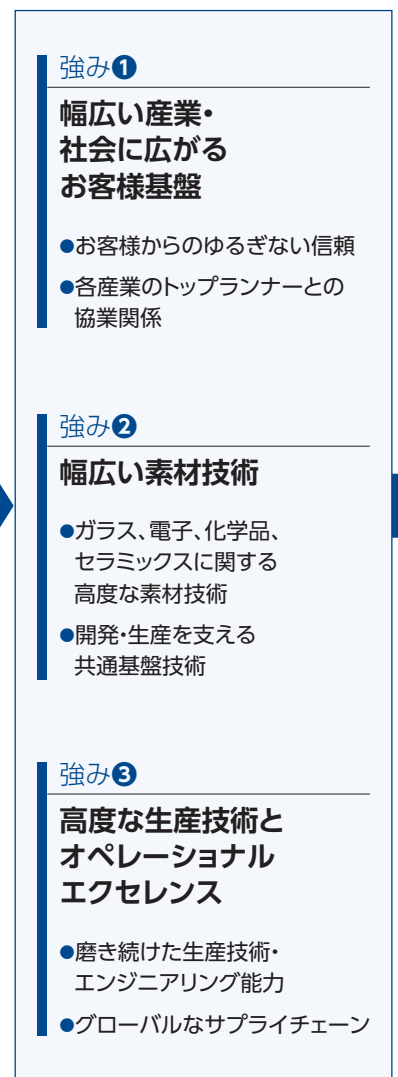 強み❶
幅広い産業・
社会に広がる
お客様基盤
●お客様からのゆるぎない信頼
●各産業のトップランナーとの
協業関係
強み❷
幅広い素材技術
●ガラス、電子、化学品、
セラミックスに関する
高度な素材技術
●開発・生産を支える
共通基盤技術
強み❸
高度な生産技術と
オペレーショナル
エクセレンス
●磨き続けた生産技術・
エンジニアリング能力
●グローバルなサプライチェーン